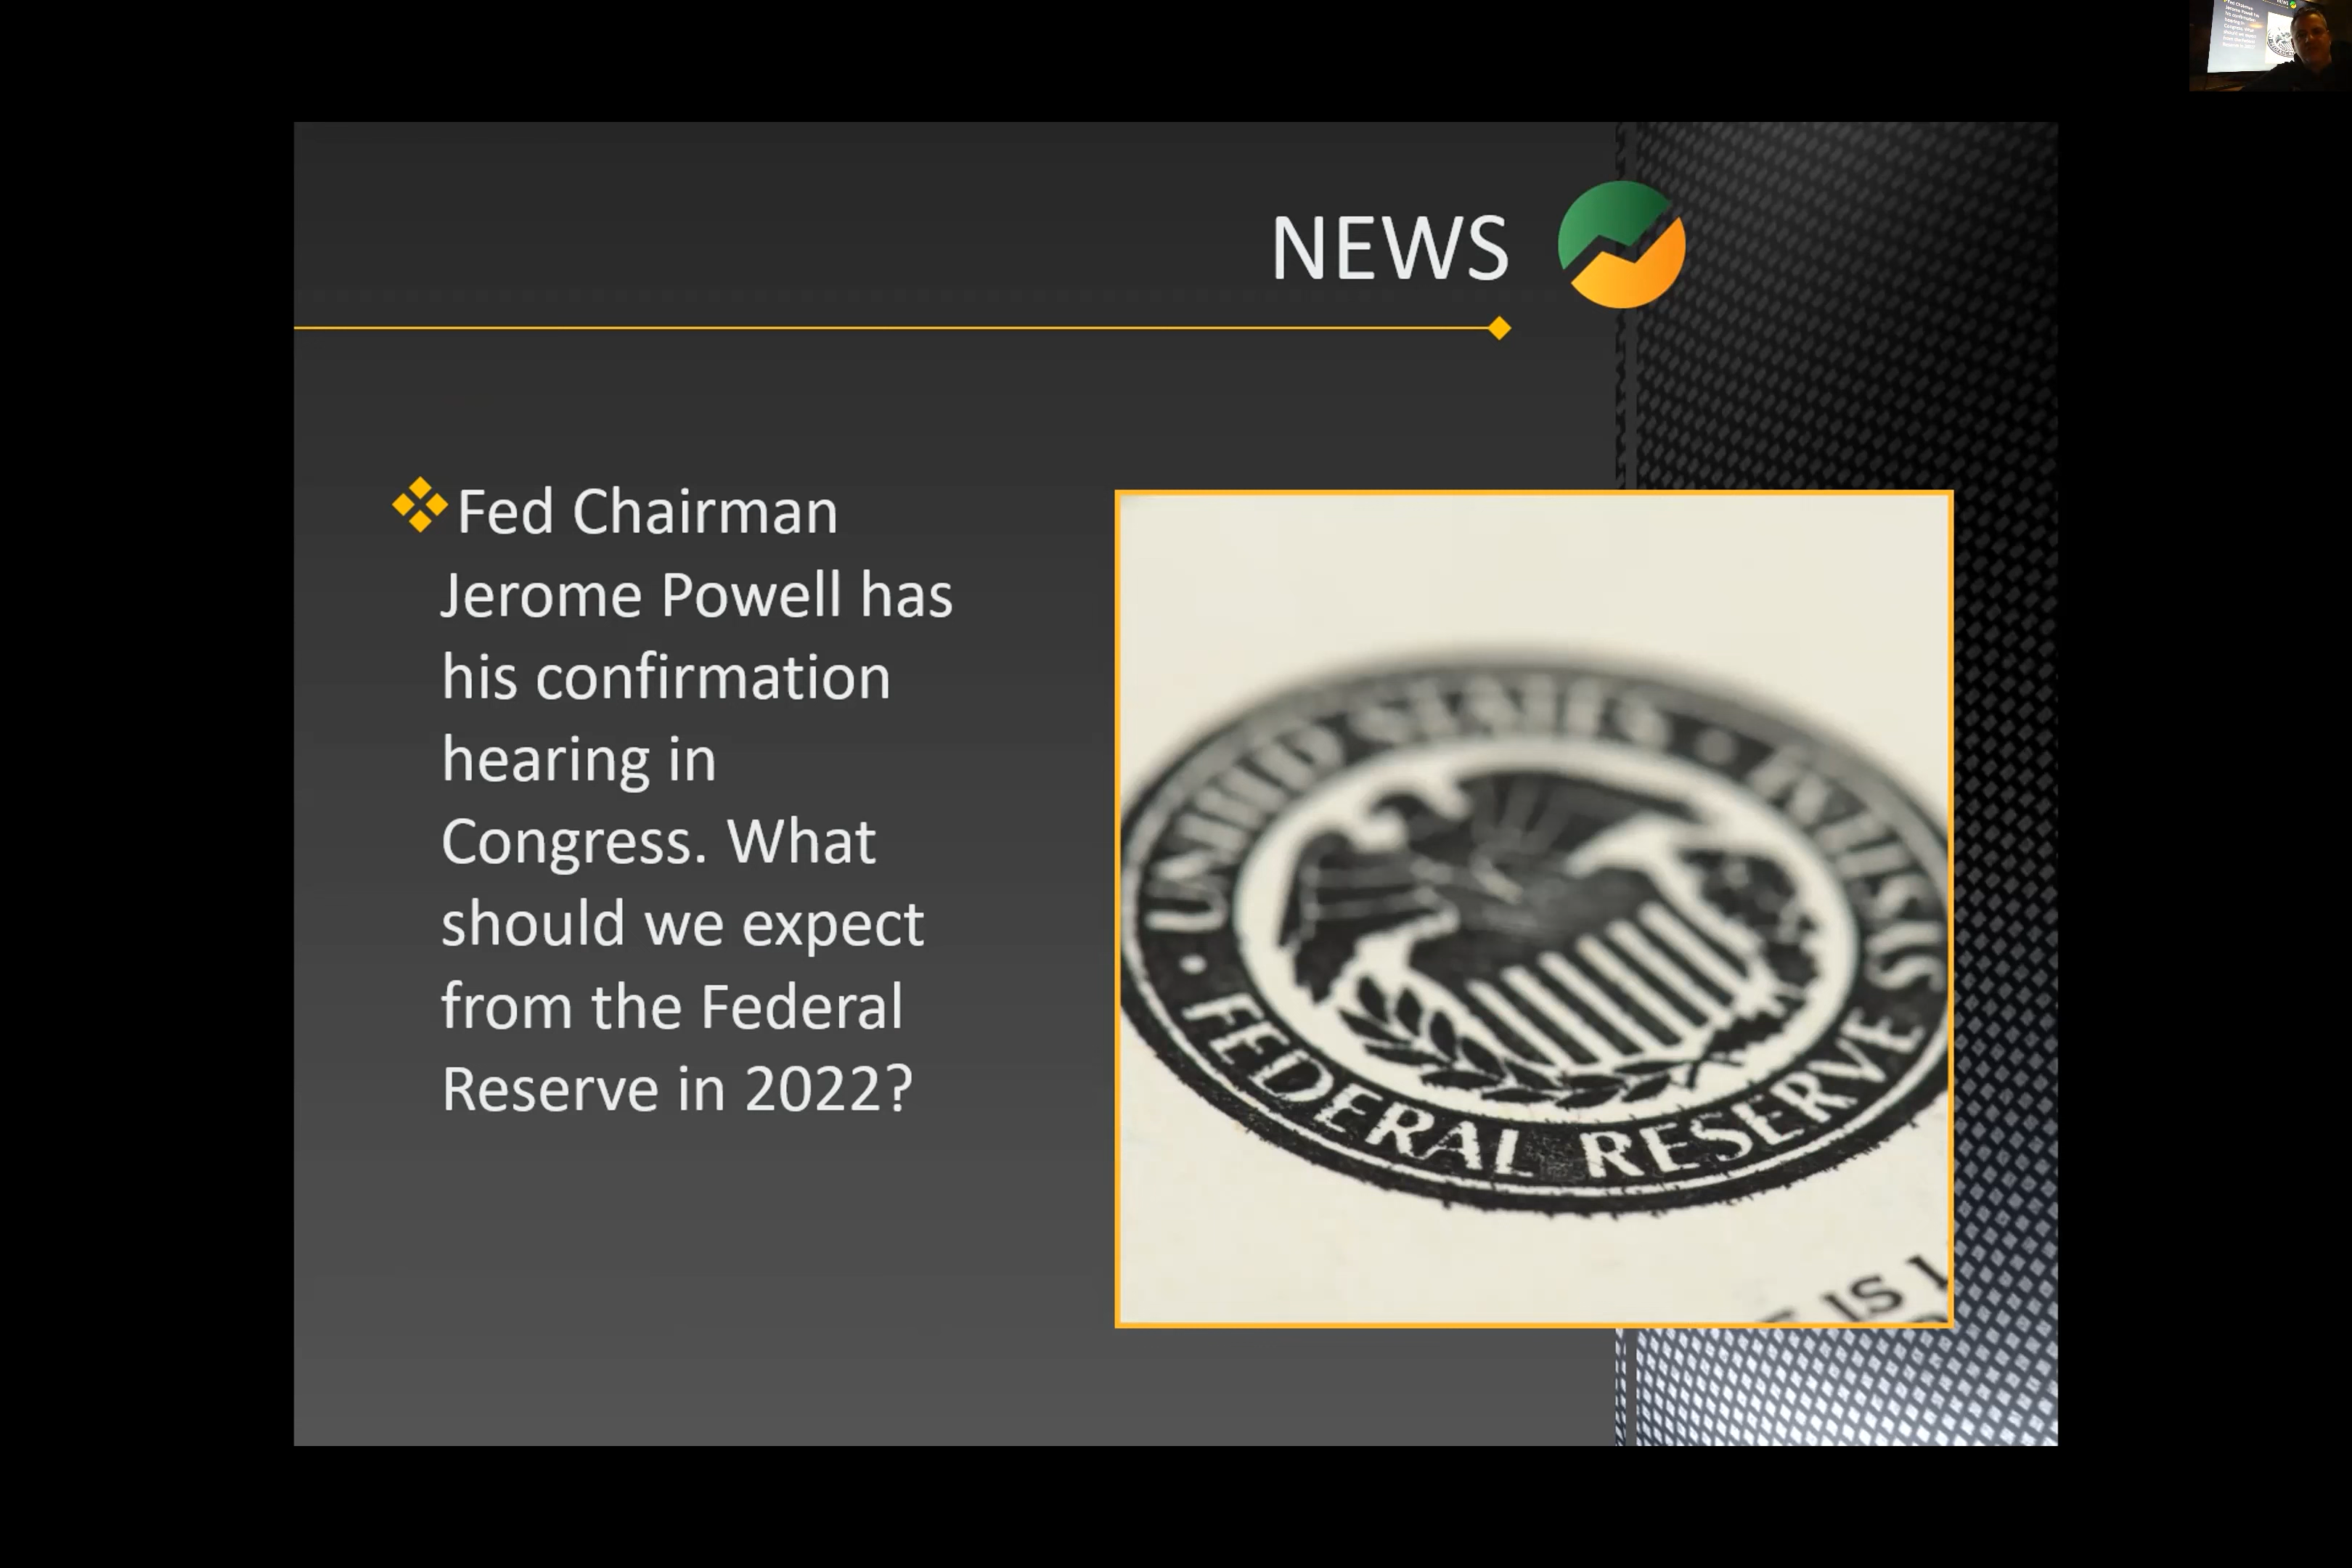 NEWS
Fed Chairman
Jerome Powell has
his confirmation
hearing in
Congress. What
should we expect
from the Federal
Reserve in 2022?
UNITED STATES •
• FEDERAL RESERVE SYSTEM
IS